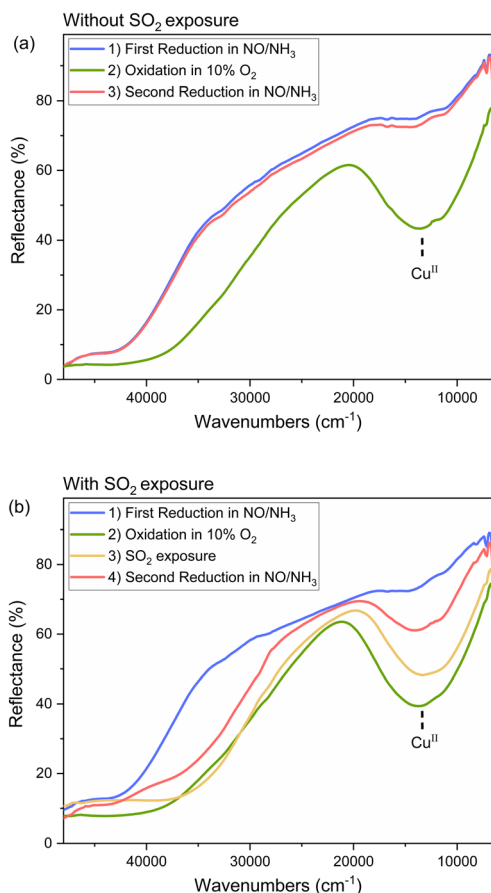 Without SO₂ exposure
(a)
1) First Reduction in NO/NH₃
2) Oxidation in 10% O₂
3) Second Reduction in NO/NH₃
80
60
40
20
0
Reflectance (%)
Cuᴵᴵ
40000 30000 20000 10000
Wavenumbers (cm⁻¹)
With SO₂ exposure
(b)
1) First Reduction in NO/NH₃
2) Oxidation in 10% O₂
3) SO₂ exposure
4) Second Reduction in NO/NH₃
80
60
40
20
0
Reflectance (%)
Cuᴵᴵ
40000 30000 20000 10000
Wavenumbers (cm⁻¹)